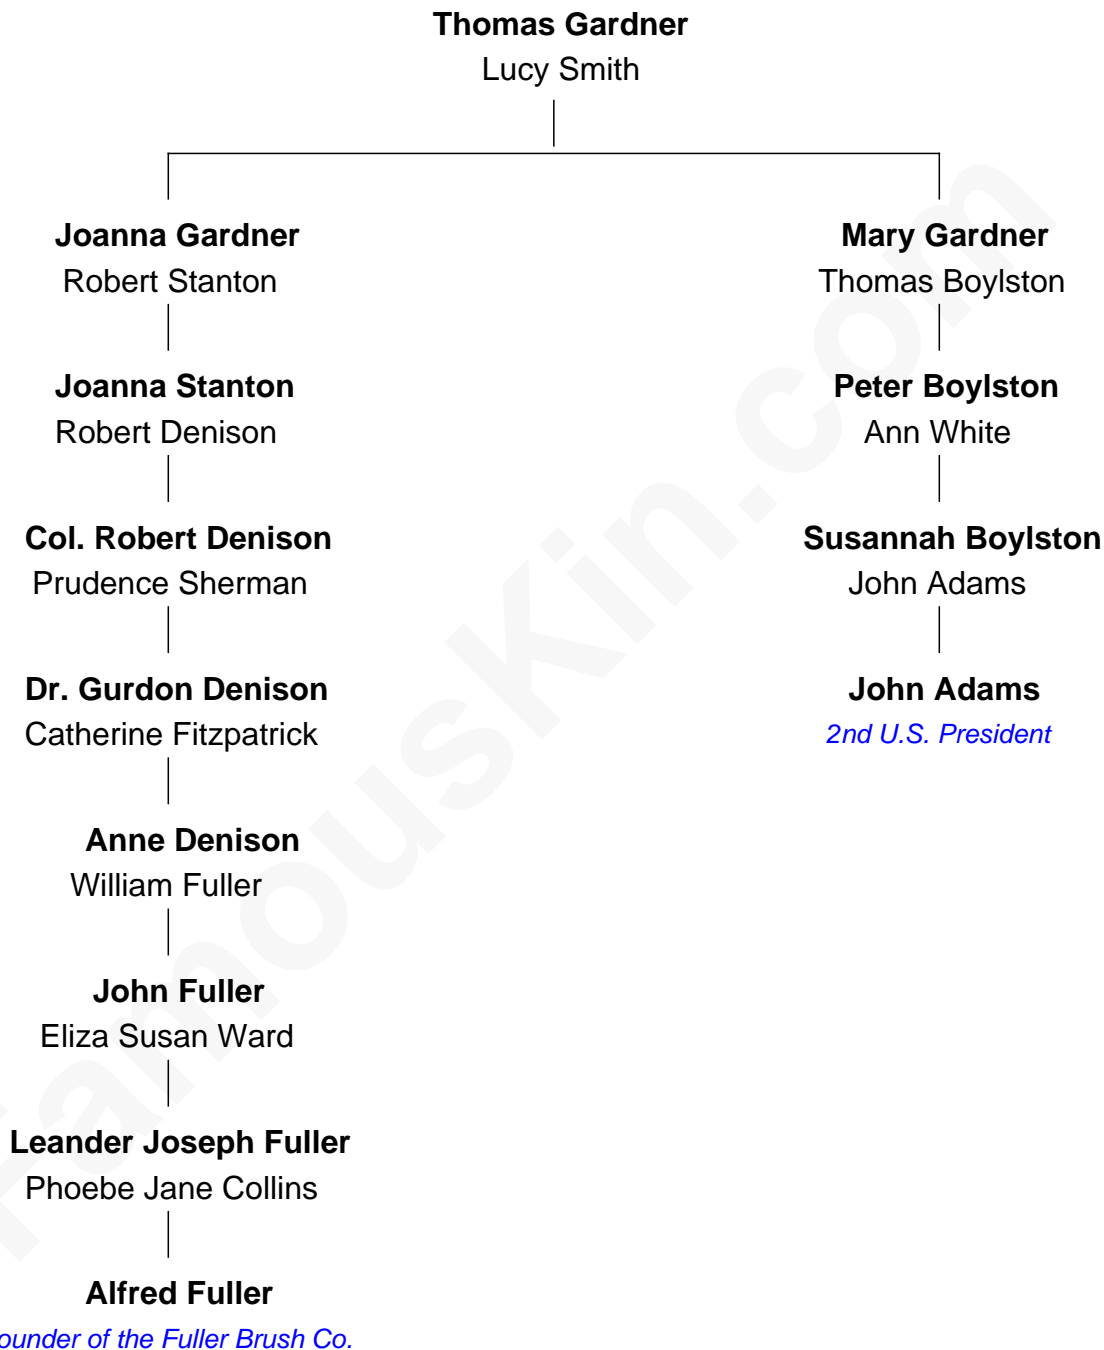 Thomas Gardner
Lucy Smith
Joanna Gardner
Robert Stanton
Mary Gardner
Thomas Boylston
Joanna Stanton
Robert Denison
Peter Boylston
Ann White
Col. Robert Denison
Prudence Sherman
Susannah Boylston
John Adams
Dr. Gurdon Denison
Catherine Fitzpatrick
John Adams
2nd U.S. President
Anne Denison
William Fuller
John Fuller
Eliza Susan Ward
Leander Joseph Fuller
Phoebe Jane Collins
Alfred Fuller
ounder of the Fuller Brush Co.
FamousKin.com